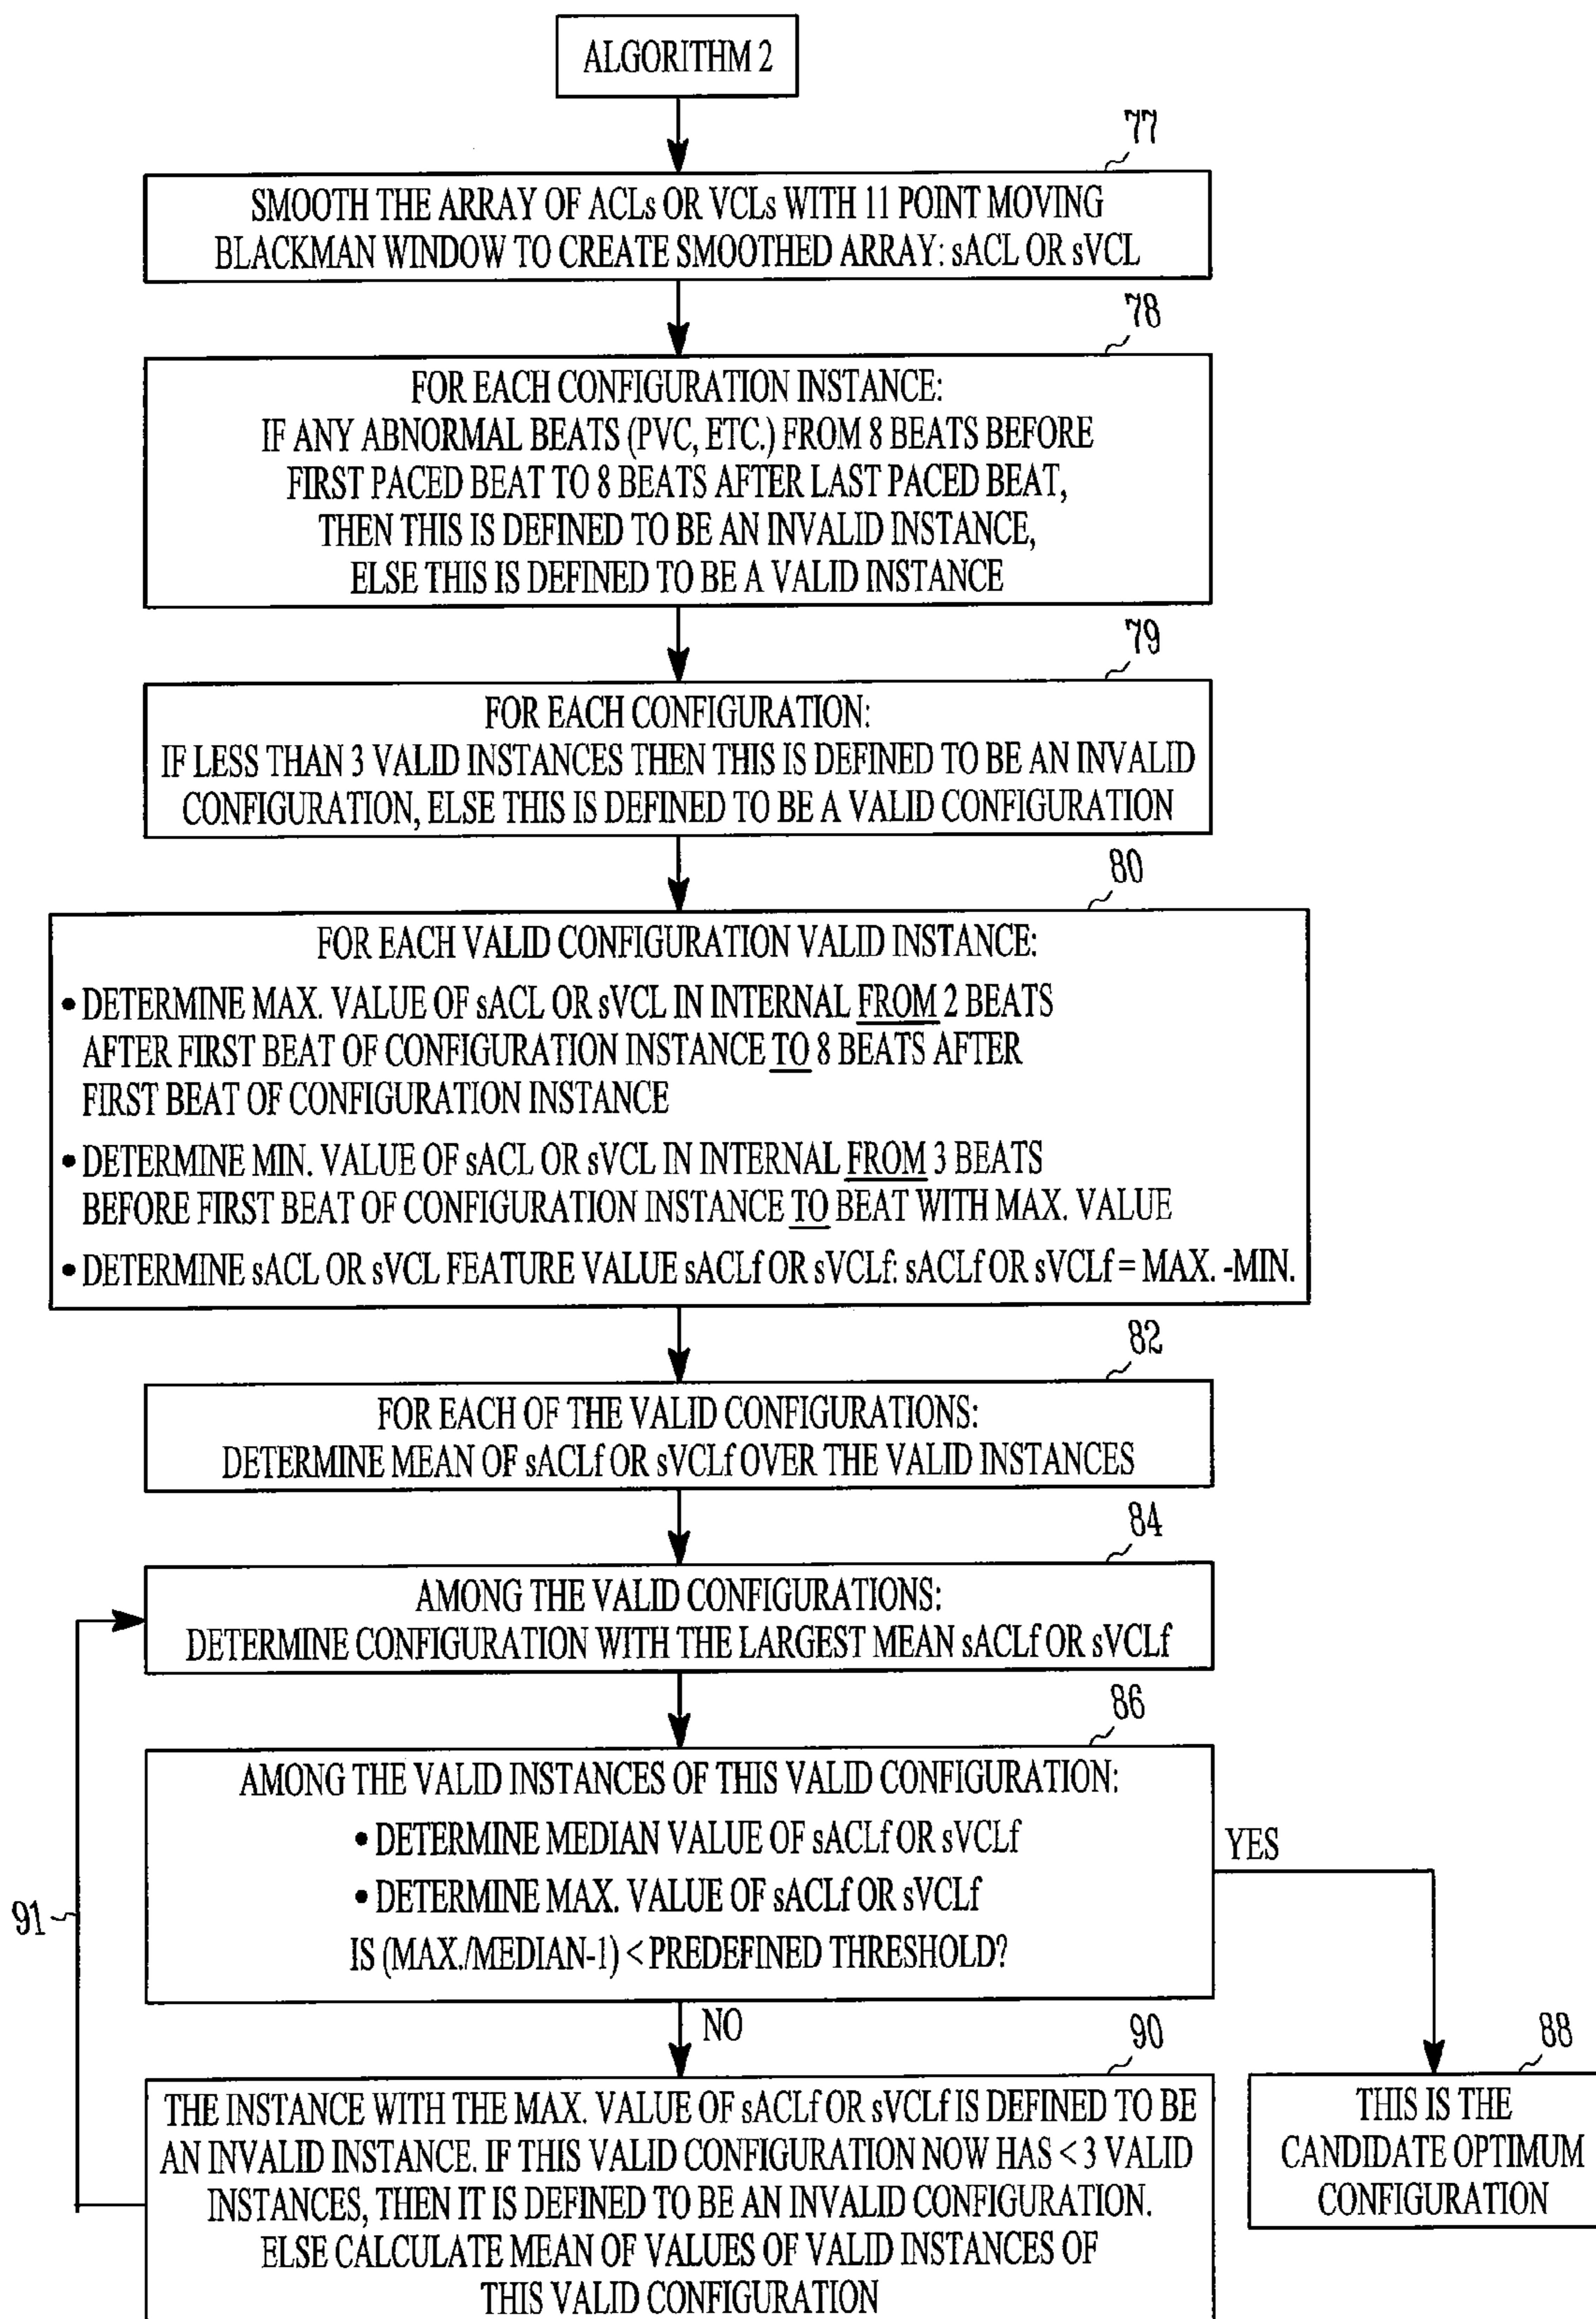 ALGORITHM 2
77
SMOOTH THE ARRAY OF ACLs OR VCLs WITH 11 POINT MOVING
BLACKMAN WINDOW TO CREATE SMOOTHED ARRAY: sACL OR sVCL
78
FOR EACH CONFIGURATION INSTANCE:
IF ANY ABNORMAL BEATS (PVC, ETC.) FROM 8 BEATS BEFORE
FIRST PACED BEAT TO 8 BEATS AFTER LAST PACED BEAT,
THEN THIS IS DEFINED TO BE AN INVALID INSTANCE,
ELSE THIS IS DEFINED TO BE A VALID INSTANCE
79
FOR EACH CONFIGURATION:
IF LESS THAN 3 VALID INSTANCES THEN THIS IS DEFINED TO BE AN INVALID
CONFIGURATION, ELSE THIS IS DEFINED TO BE A VALID CONFIGURATION
80
FOR EACH VALID CONFIGURATION VALID INSTANCE:
• DETERMINE MAX. VALUE OF sACL OR sVCL IN INTERNAL FROM 2 BEATS
AFTER FIRST BEAT OF CONFIGURATION INSTANCE TO 8 BEATS AFTER
FIRST BEAT OF CONFIGURATION INSTANCE
• DETERMINE MIN. VALUE OF sACL OR sVCL IN INTERNAL FROM 3 BEATS
BEFORE FIRST BEAT OF CONFIGURATION INSTANCE TO BEAT WITH MAX. VALUE
• DETERMINE sACL OR sVCL FEATURE VALUE sACLf OR sVCLf: sACLf OR sVCLf = MAX. -MIN.
82
FOR EACH OF THE VALID CONFIGURATIONS:
DETERMINE MEAN OF sACLf OR sVCLf OVER THE VALID INSTANCES
84
AMONG THE VALID CONFIGURATIONS:
DETERMINE CONFIGURATION WITH THE LARGEST MEAN sACLf OR sVCLf
86
AMONG THE VALID INSTANCES OF THIS VALID CONFIGURATION:
• DETERMINE MEDIAN VALUE OF sACLf OR sVCLf
• DETERMINE MAX. VALUE OF sACLf OR sVCLf
IS (MAX./MEDIAN-1) < PREDEFINED THRESHOLD?
YES
91
NO
90
THE INSTANCE WITH THE MAX. VALUE OF sACLf OR sVCLf IS DEFINED TO BE
AN INVALID INSTANCE. IF THIS VALID CONFIGURATION NOW HAS < 3 VALID
INSTANCES, THEN IT IS DEFINED TO BE AN INVALID CONFIGURATION.
ELSE CALCULATE MEAN OF VALUES OF VALID INSTANCES OF
THIS VALID CONFIGURATION
88
THIS IS THE
CANDIDATE OPTIMUM
CONFIGURATION